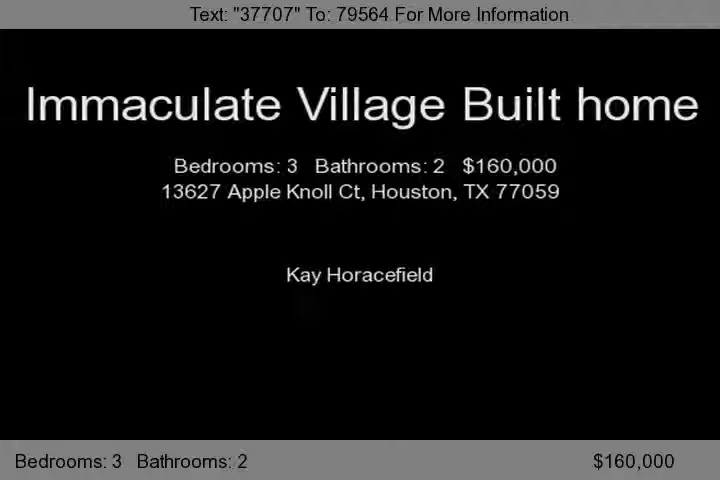 Text: "37707" To: 79564 For More Information
Immaculate Village Built home
Bedrooms: 3 Bathrooms: 2 $160,000
13627 Apple Knoll Ct, Houston, TX 77059
Kay Horacefield
Bedrooms: 3 Bathrooms: 2 $160,000